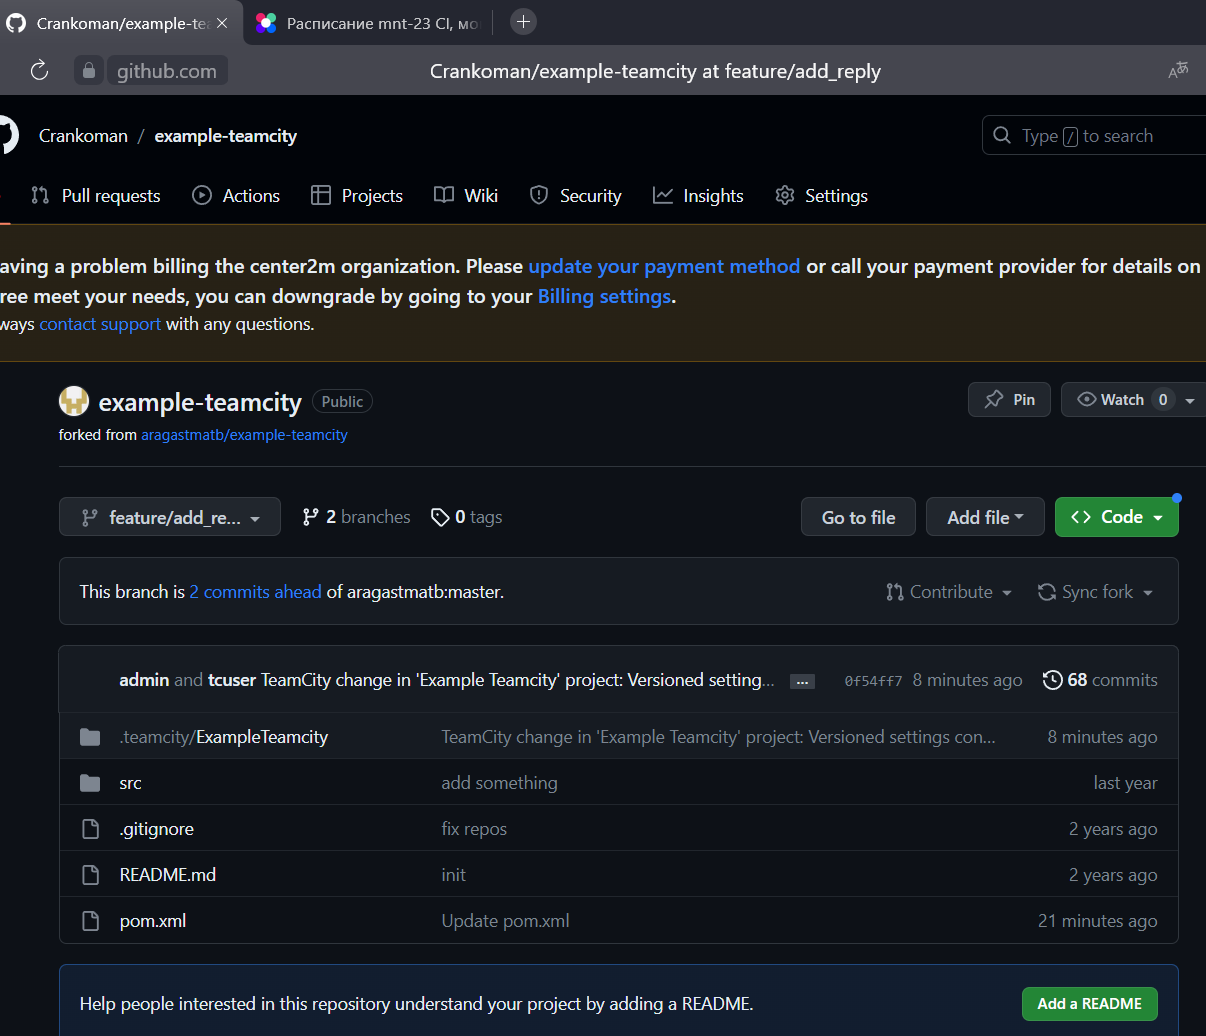 Crankoman/example-tea
Расписание mnt-23 CI, мо
github.com
Crankoman/example-teamcity at feature/add_reply
Crankoman / example-teamcity
Type / to search
Pull requests
Actions
Projects
Wiki
Security
Insights
Settings
aving a problem billing the center2m organization. Please update your payment method or call your payment provider for details on
ree meet your needs, you can downgrade by going to your Billing settings.
ways contact support with any questions.
example-teamcity Public
Pin
Watch 0
forked from aragastmatb/example-teamcity
feature/add_re...
2 branches
0 tags
Go to file
Add file
<> Code
This branch is 2 commits ahead of aragastmatb:master.
Contribute
Sync fork
admin and tcuser TeamCity change in 'Example Teamcity' project: Versioned setting... ... 0f54ff7 8 minutes ago 68 commits
.teamcity/ExampleTeamcity TeamCity change in 'Example Teamcity' project: Versioned settings con... 8 minutes ago
src add something last year
.gitignore fix repos 2 years ago
README.md init 2 years ago
pom.xml Update pom.xml 21 minutes ago
Help people interested in this repository understand your project by adding a README.
Add a README